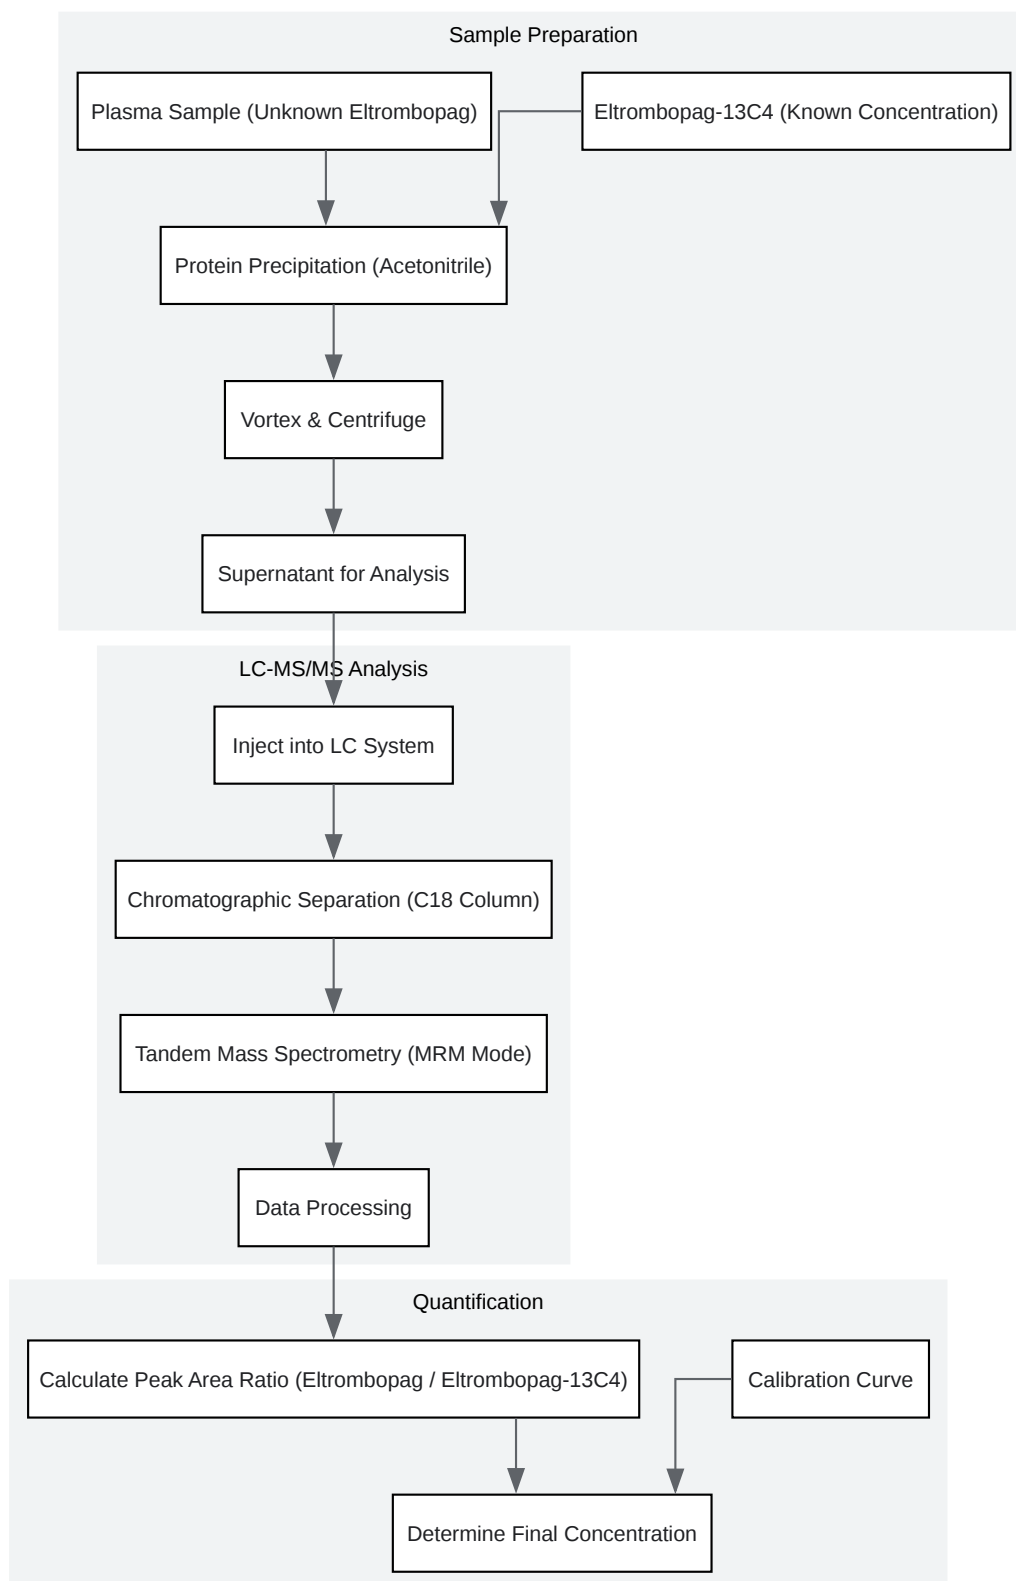 Sample Preparation
Plasma Sample (Unknown Eltrombopag)
Eltrombopag-13C4 (Known Concentration)
Protein Precipitation (Acetonitrile)
Vortex & Centrifuge
Supernatant for Analysis
LC-MS/MS Analysis
Inject into LC System
Chromatographic Separation (C18 Column)
Tandem Mass Spectrometry (MRM Mode)
Data Processing
Quantification
Calculate Peak Area Ratio (Eltrombopag / Eltrombopag-13C4)
Calibration Curve
Determine Final Concentration